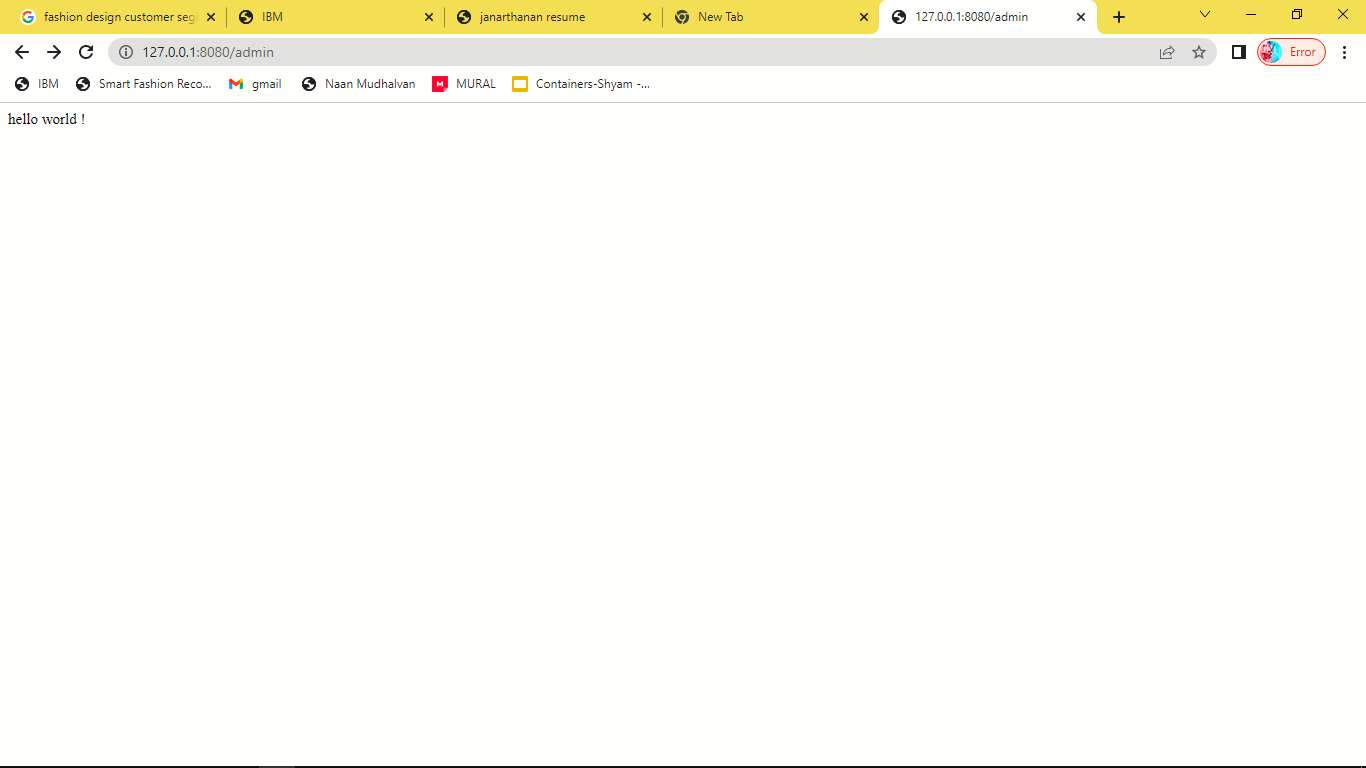 fashion design customer seg
IBM
janarthanan resume
New Tab
127.0.0.1:8080/admin
127.0.0.1:8080/admin
Error
IBM
Smart Fashion Reco...
gmail
Naan Mudhalvan
MURAL
Containers-Shyam -...
hello world !